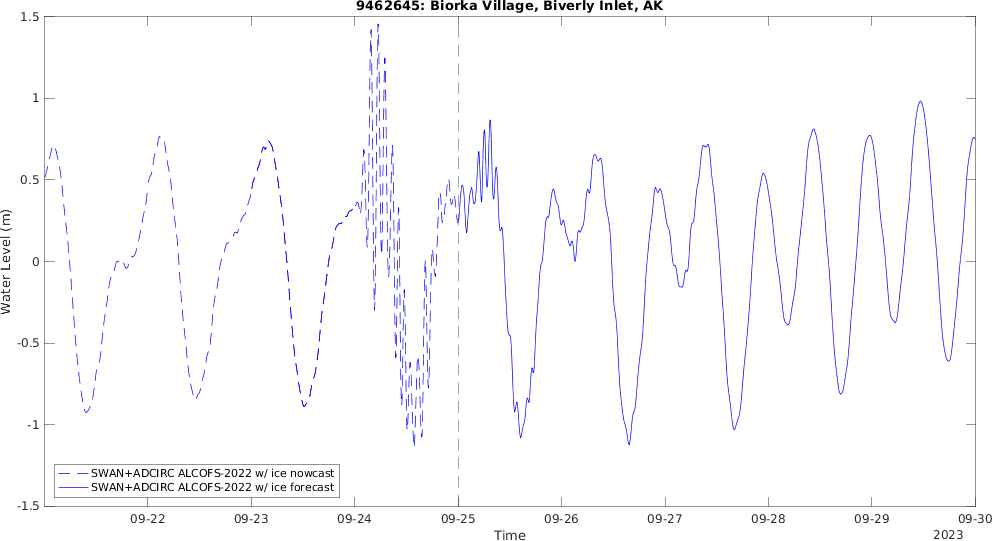 9462645: Biorka Village, Biverly Inlet, AK
Water Level (m)
1.5
1
0.5
0
-0.5
-1
-1.5
SWAN+ADCIRC ALCOFS-2022 w/ ice nowcast
SWAN+ADCIRC ALCOFS-2022 w/ ice forecast
09-22 09-23 09-24 09-25 09-26 09-27 09-28 09-29 09-30
Time
2023